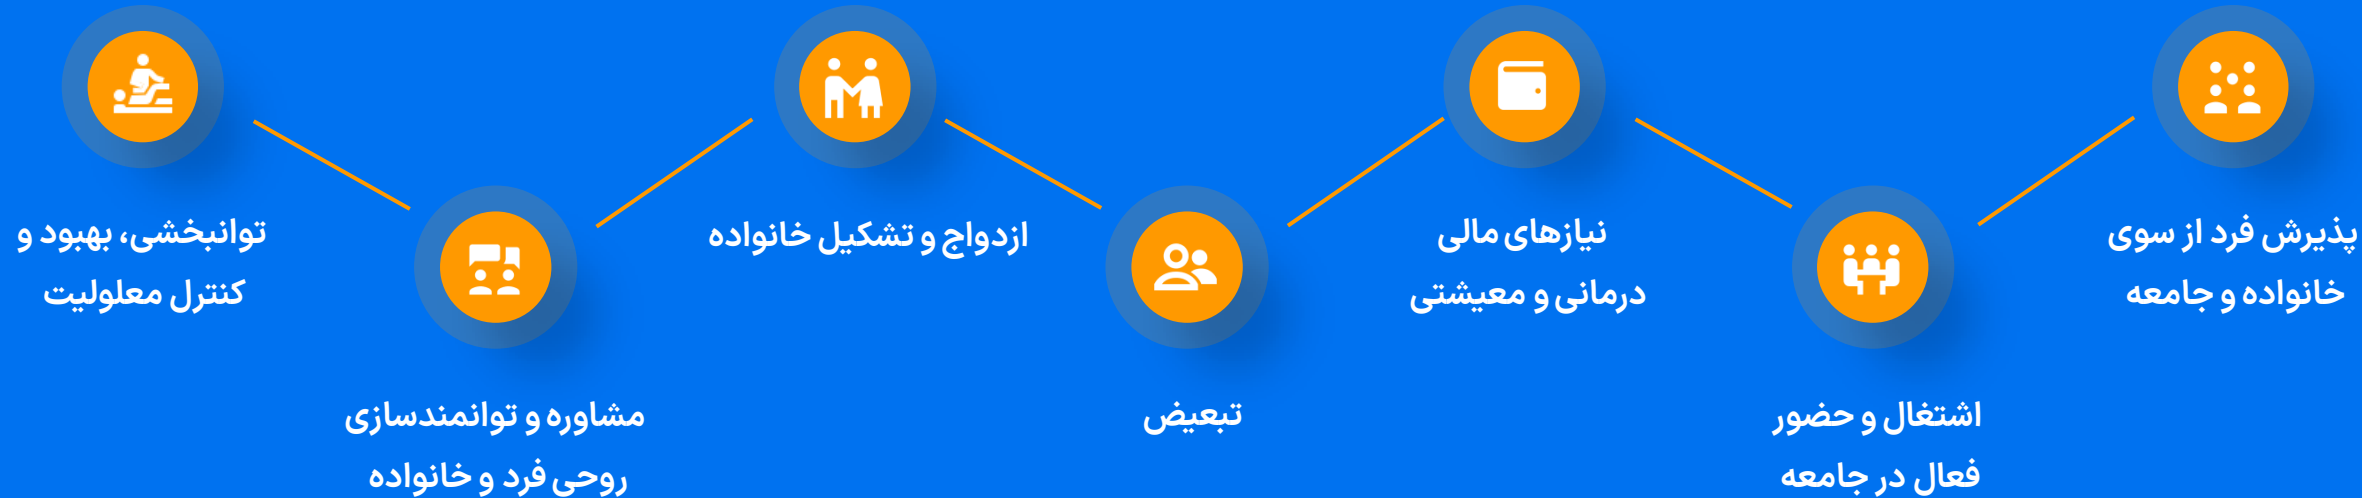 پذیرش فرد از سوی
خانواده و جامعه
اشتغال و حضور
فعال در جامعه
نیازهای مالی
درمانی و معیشتی
تبعیض
ازدواج و تشکیل خانواده
مشاوره و توانمندسازی
روحی فرد و خانواده
توانبخشی، بهبود و
کنترل معلولیت